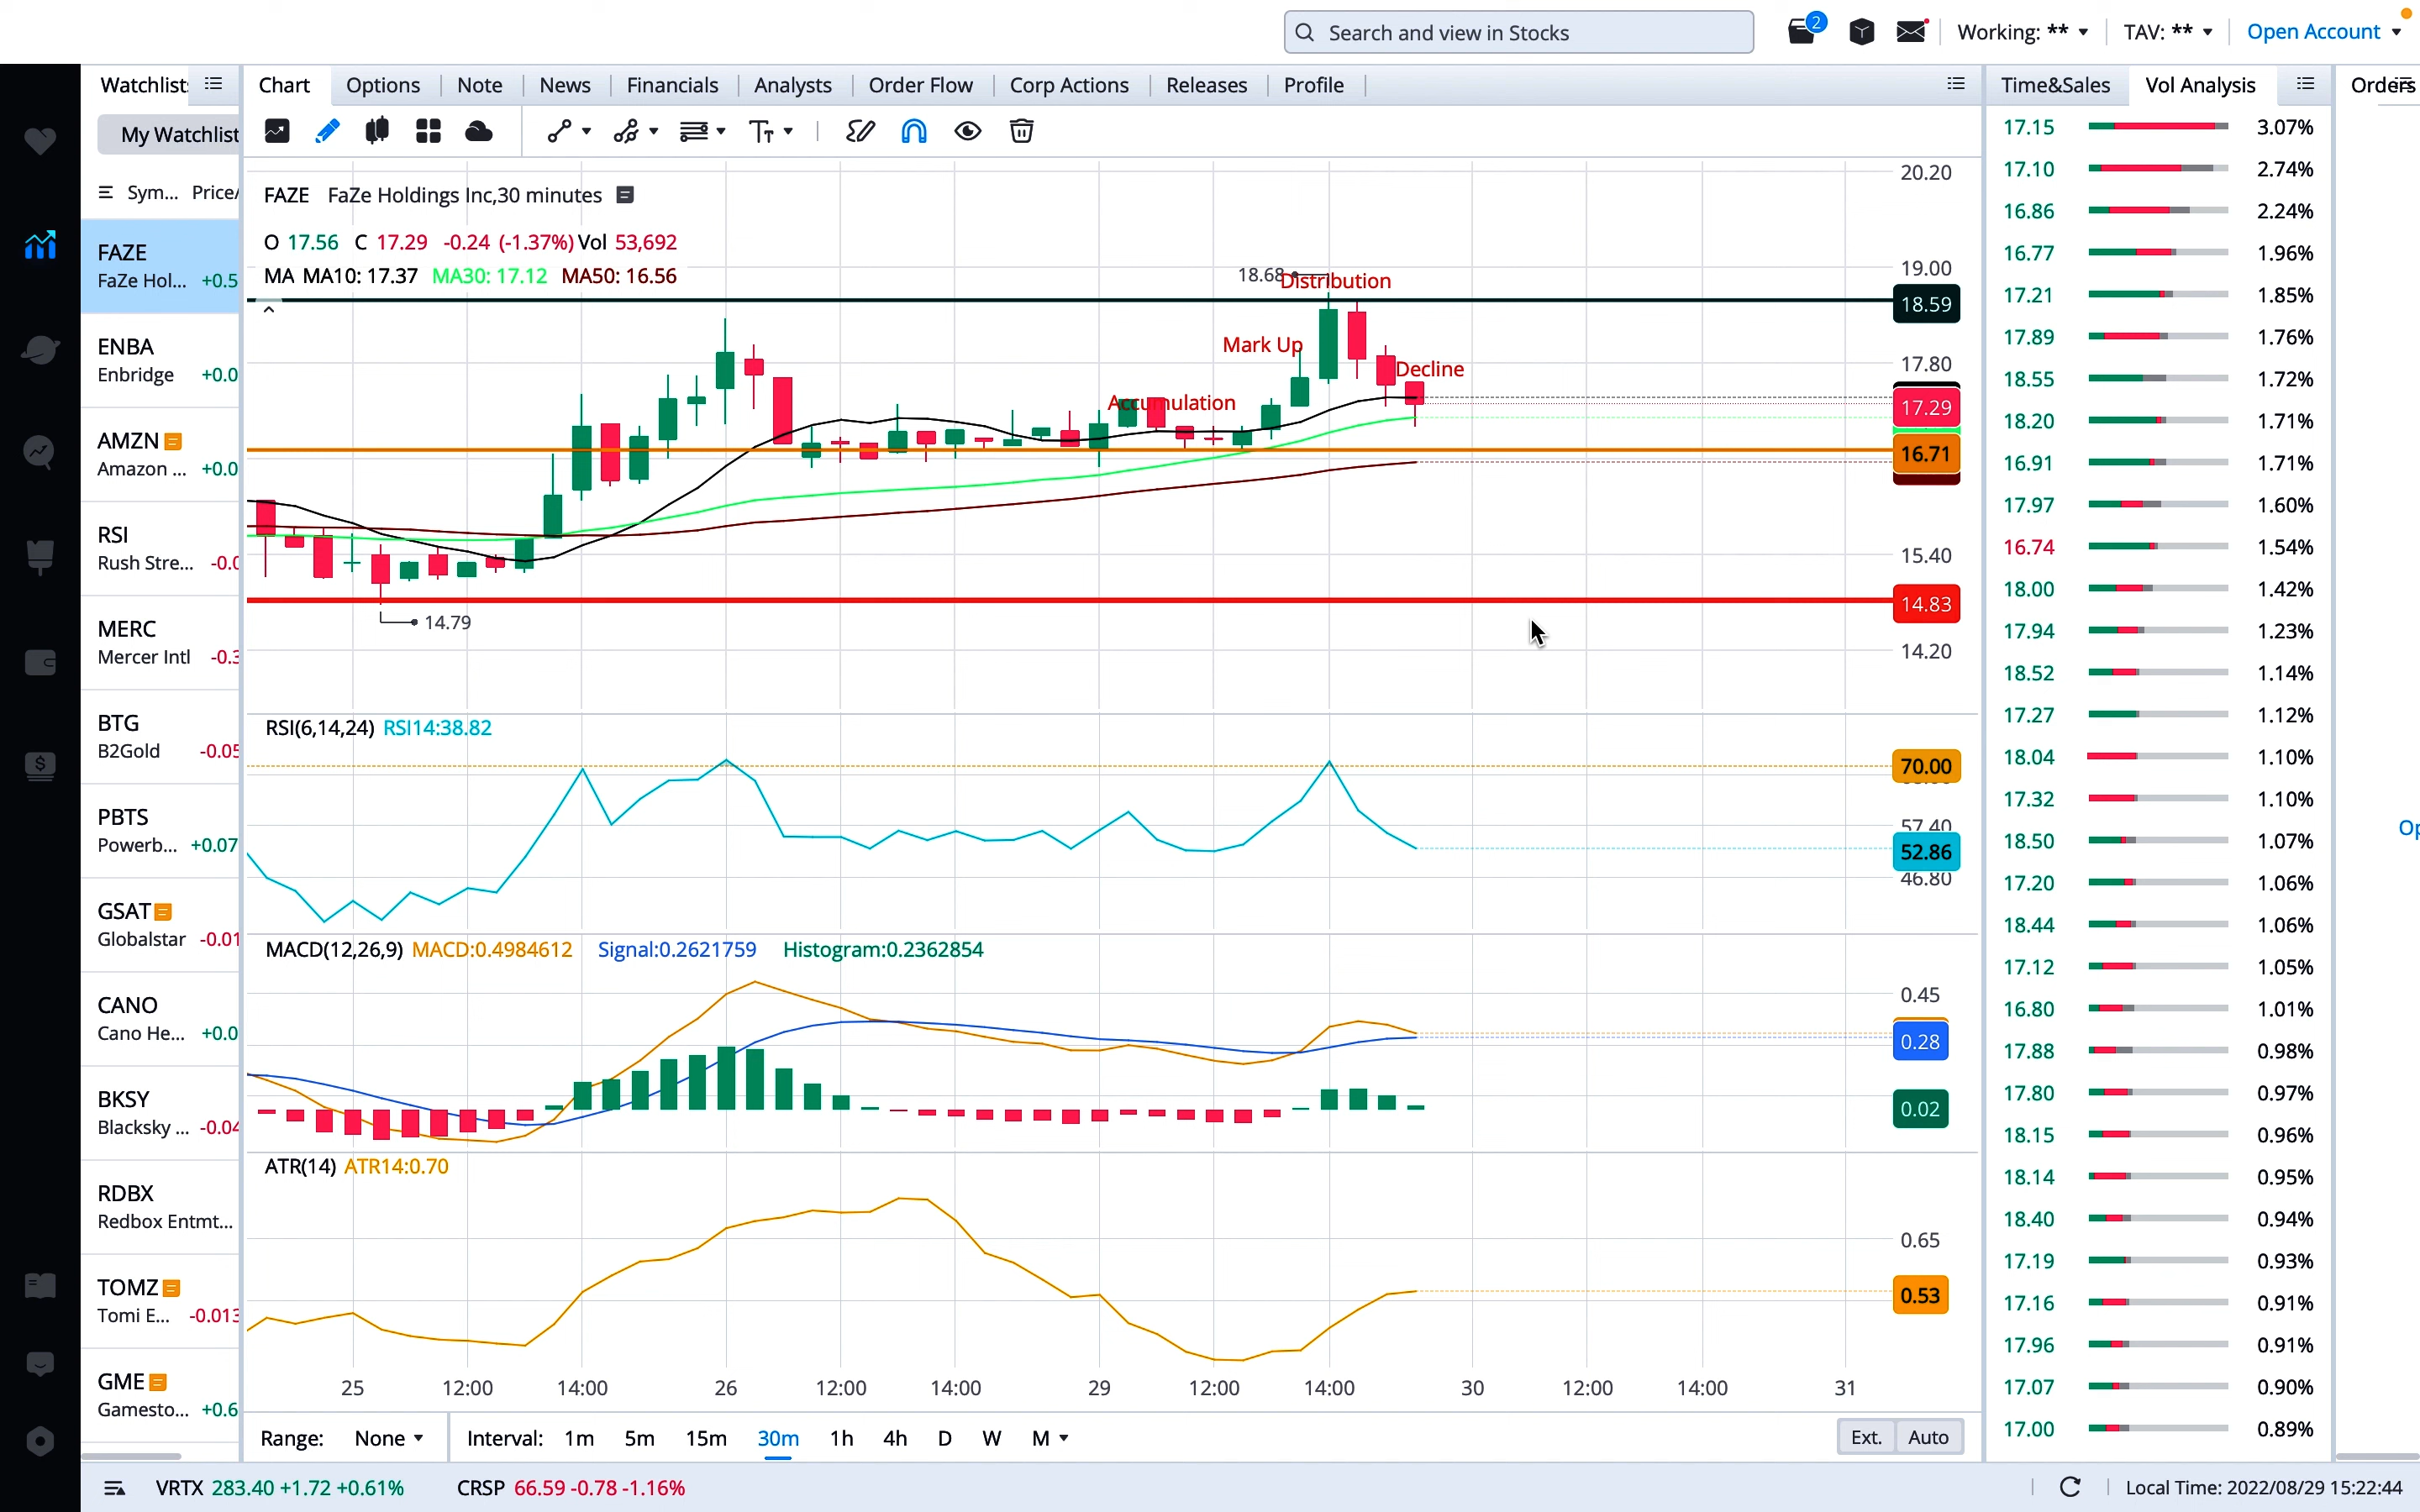 Search and view in Stocks
2
Working: **
TAV: **
Open Account
Watchlist
My Watchlist
Sym... Price/
FAZE
FaZe Hol... +0.5
ENBA
Enbridge +0.0
AMZN
Amazon ... +0.0
RSI
Rush Stre... -0.0
MERC
Mercer Intl -0.3
BTG
B2Gold -0.05
PBTS
Powerb... +0.07
GSAT
Globalstar -0.01
CANO
Cano He... +0.0
BKSY
Blacksky ... -0.04
RDBX
Redbox Entmt...
TOMZ
Tomi E... -0.013
GME
Gamesto... +0.6
Chart Options Note News Financials Analysts Order Flow Corp Actions Releases Profile
FAZE FaZe Holdings Inc,30 minutes
O 17.56 C 17.29 -0.24 (-1.37%) Vol 53,692
MA MA10: 17.37 MA30: 17.12 MA50: 16.56
18.68
Distribution
Mark Up
Decline
Accumulation
14.79
20.20
19.00
18.59
17.80
17.29
16.71
15.40
14.83
14.20
RSI(6,14,24) RSI14:38.82
70.00
57.40
52.86
46.80
MACD(12,26,9) MACD:0.4984612 Signal:0.2621759 Histogram:0.2362854
0.45
0.28
0.02
ATR(14) ATR14:0.70
0.65
0.53
25 12:00 14:00 26 12:00 14:00 29 12:00 14:00 30 12:00 14:00 31
Range: None Interval: 1m 5m 15m 30m 1h 4h D W M
Ext. Auto
Time&Sales Vol Analysis
17.15 3.07%
17.10 2.74%
16.86 2.24%
16.77 1.96%
17.21 1.85%
17.89 1.76%
18.55 1.72%
18.20 1.71%
16.91 1.71%
17.97 1.60%
16.74 1.54%
18.00 1.42%
17.94 1.23%
18.52 1.14%
17.27 1.12%
18.04 1.10%
17.32 1.10%
18.50 1.07%
17.20 1.06%
18.44 1.06%
17.12 1.05%
16.80 1.01%
17.88 0.98%
17.80 0.97%
18.15 0.96%
18.14 0.95%
18.40 0.94%
17.19 0.93%
17.16 0.91%
17.96 0.91%
17.07 0.90%
17.00 0.89%
Orders
Op
VRTX 283.40 +1.72 +0.61% CRSP 66.59 -0.78 -1.16%
Local Time: 2022/08/29 15:22:44